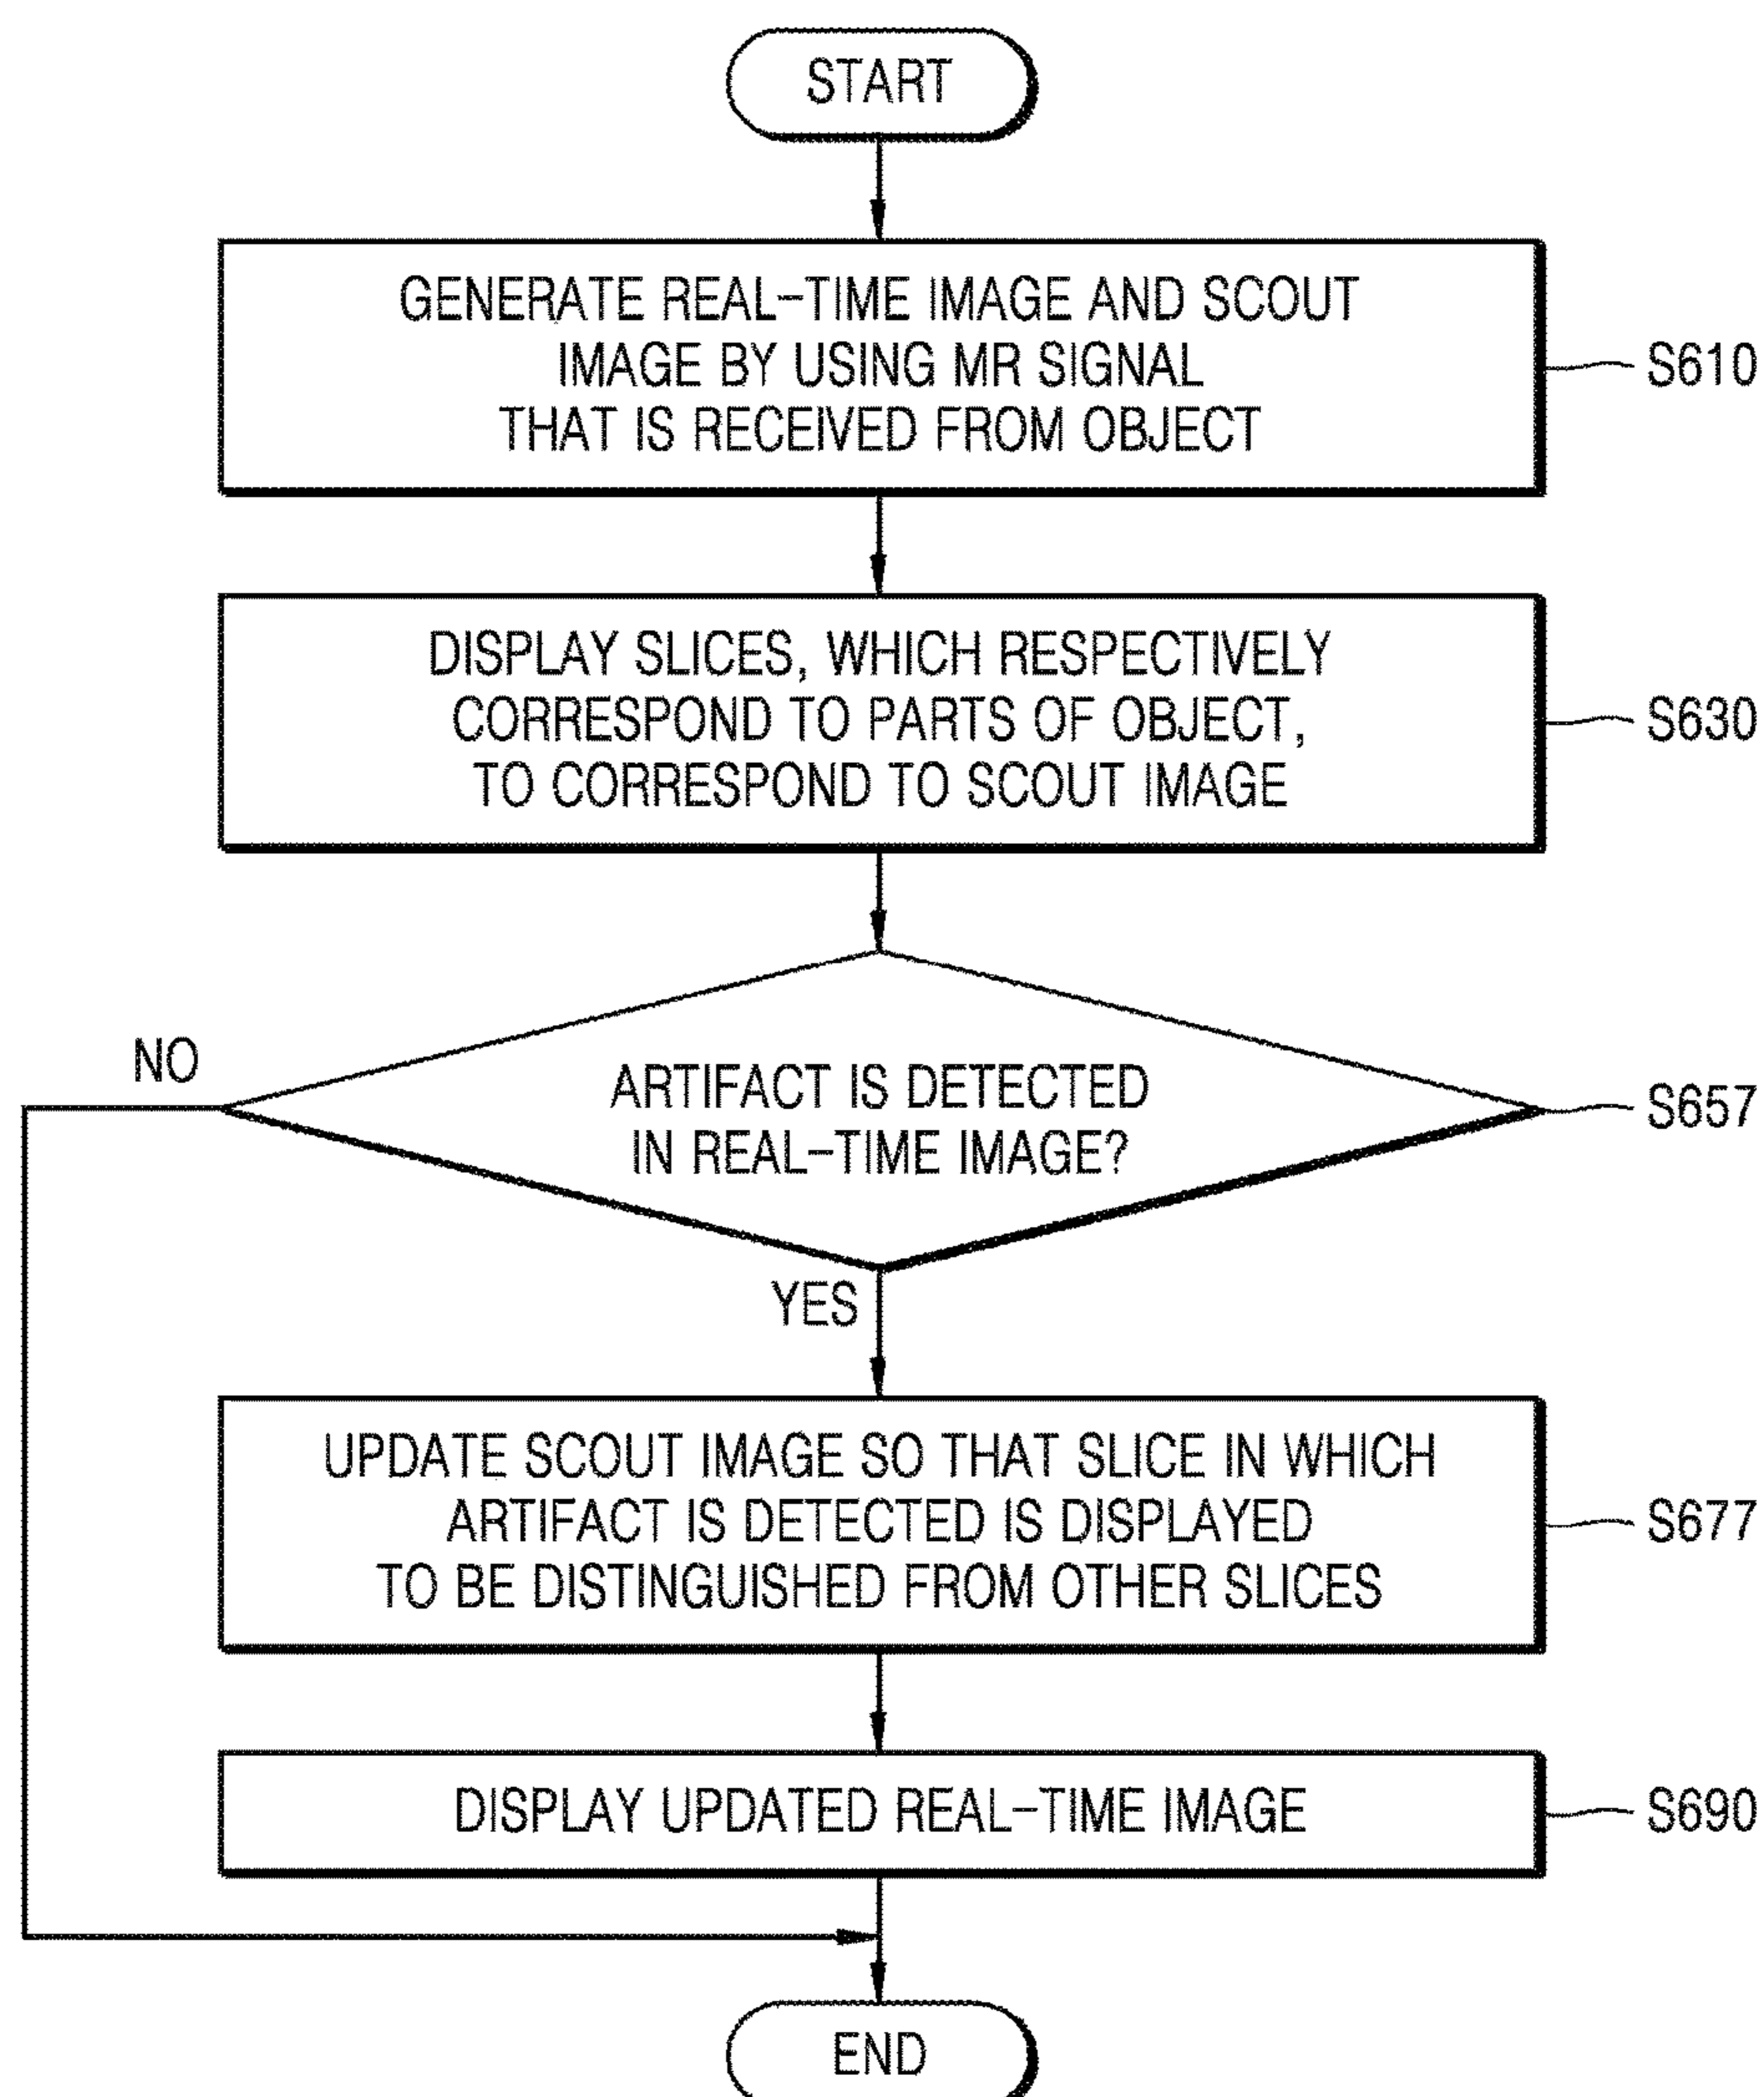 START
GENERATE REAL-TIME IMAGE AND SCOUT
IMAGE BY USING MR SIGNAL
THAT IS RECEIVED FROM OBJECT
S610
DISPLAY SLICES, WHICH RESPECTIVELY
CORRESPOND TO PARTS OF OBJECT,
TO CORRESPOND TO SCOUT IMAGE
S630
NO
ARTIFACT IS DETECTED
IN REAL-TIME IMAGE?
S657
YES
UPDATE SCOUT IMAGE SO THAT SLICE IN WHICH
ARTIFACT IS DETECTED IS DISPLAYED
TO BE DISTINGUISHED FROM OTHER SLICES
S677
DISPLAY UPDATED REAL-TIME IMAGE
S690
END